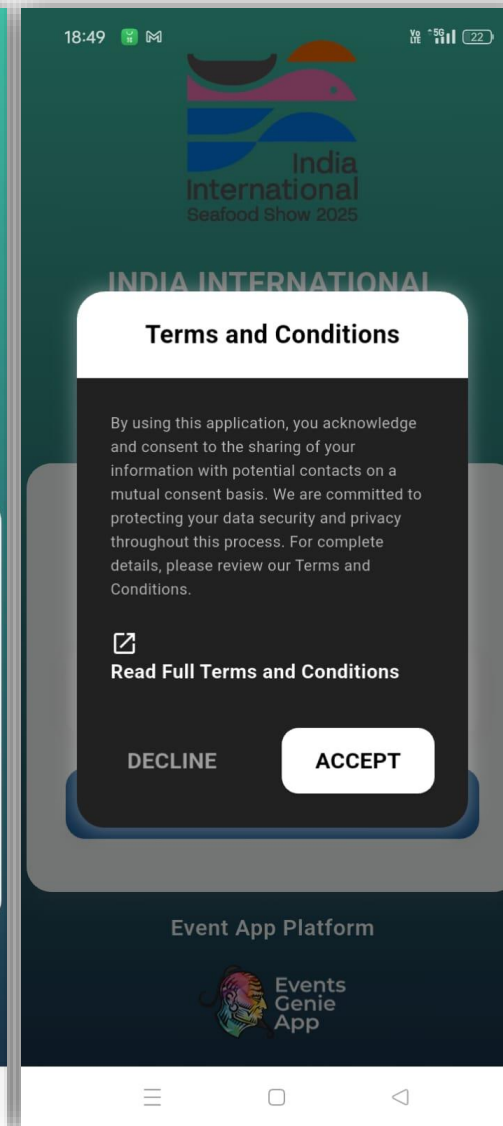 18:49
Vo LTE 5G 22
India
International
Seafood Show 2025
INDIA INTERNATIONAL
Terms and Conditions
By using this application, you acknowledge
and consent to the sharing of your
information with potential contacts on a
mutual consent basis. We are committed to
protecting your data security and privacy
throughout this process. For complete
details, please review our Terms and
Conditions.
Read Full Terms and Conditions
DECLINE
ACCEPT
Event App Platform
Events
Genie
App